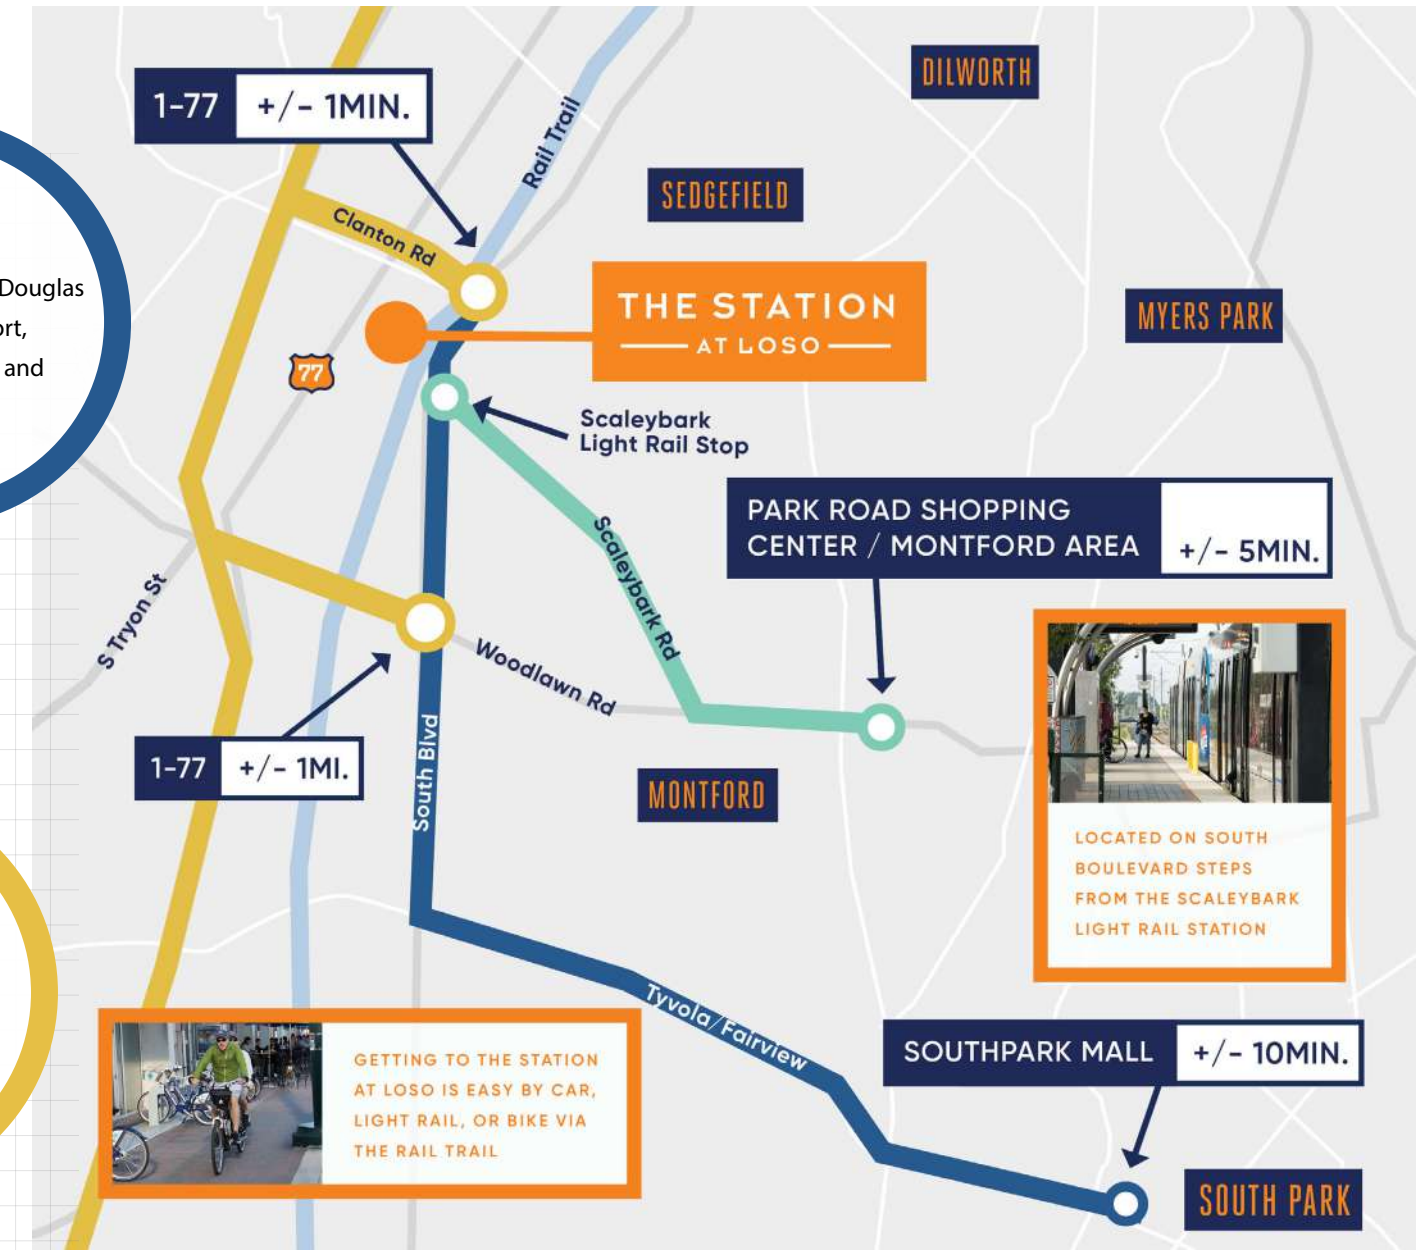 DILWORTH
1-77 +/- 1MIN.
Rail Trail
SEDGEFIELD
Clanton Rd
Douglas
ort,
and
THE STATION
AT LOSO
MYERS PARK
77
Scaleybark
Light Rail Stop
PARK ROAD SHOPPING
CENTER / MONTFORD AREA +/- 5MIN.
Scaleybark Rd
S Tryon St
Woodlawn Rd
South Blvd
1-77 +/- 1MI.
MONTFORD
LOCATED ON SOUTH
BOULEVARD STEPS
FROM THE SCALEYBARK
LIGHT RAIL STATION
Tyvola/Fairview
SOUTHPARK MALL +/- 10MIN.
GETTING TO THE STATION
AT LOSO IS EASY BY CAR,
LIGHT RAIL, OR BIKE VIA
THE RAIL TRAIL
SOUTH PARK